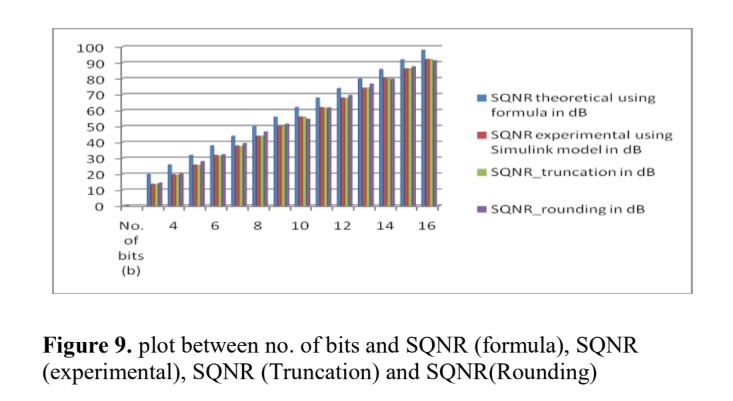 100
90
80
70
60
50
40
30
20
10
0
No. of bits (b)
4
6
8
10
12
14
16
SQNR theoretical using
formula in dB
SQNR experimental using
Simulink model in dB
SQNR_truncation in dB
SQNR_rounding in dB
Figure 9. plot between no. of bits and SQNR (formula), SQNR
(experimental), SQNR (Truncation) and SQNR(Rounding)